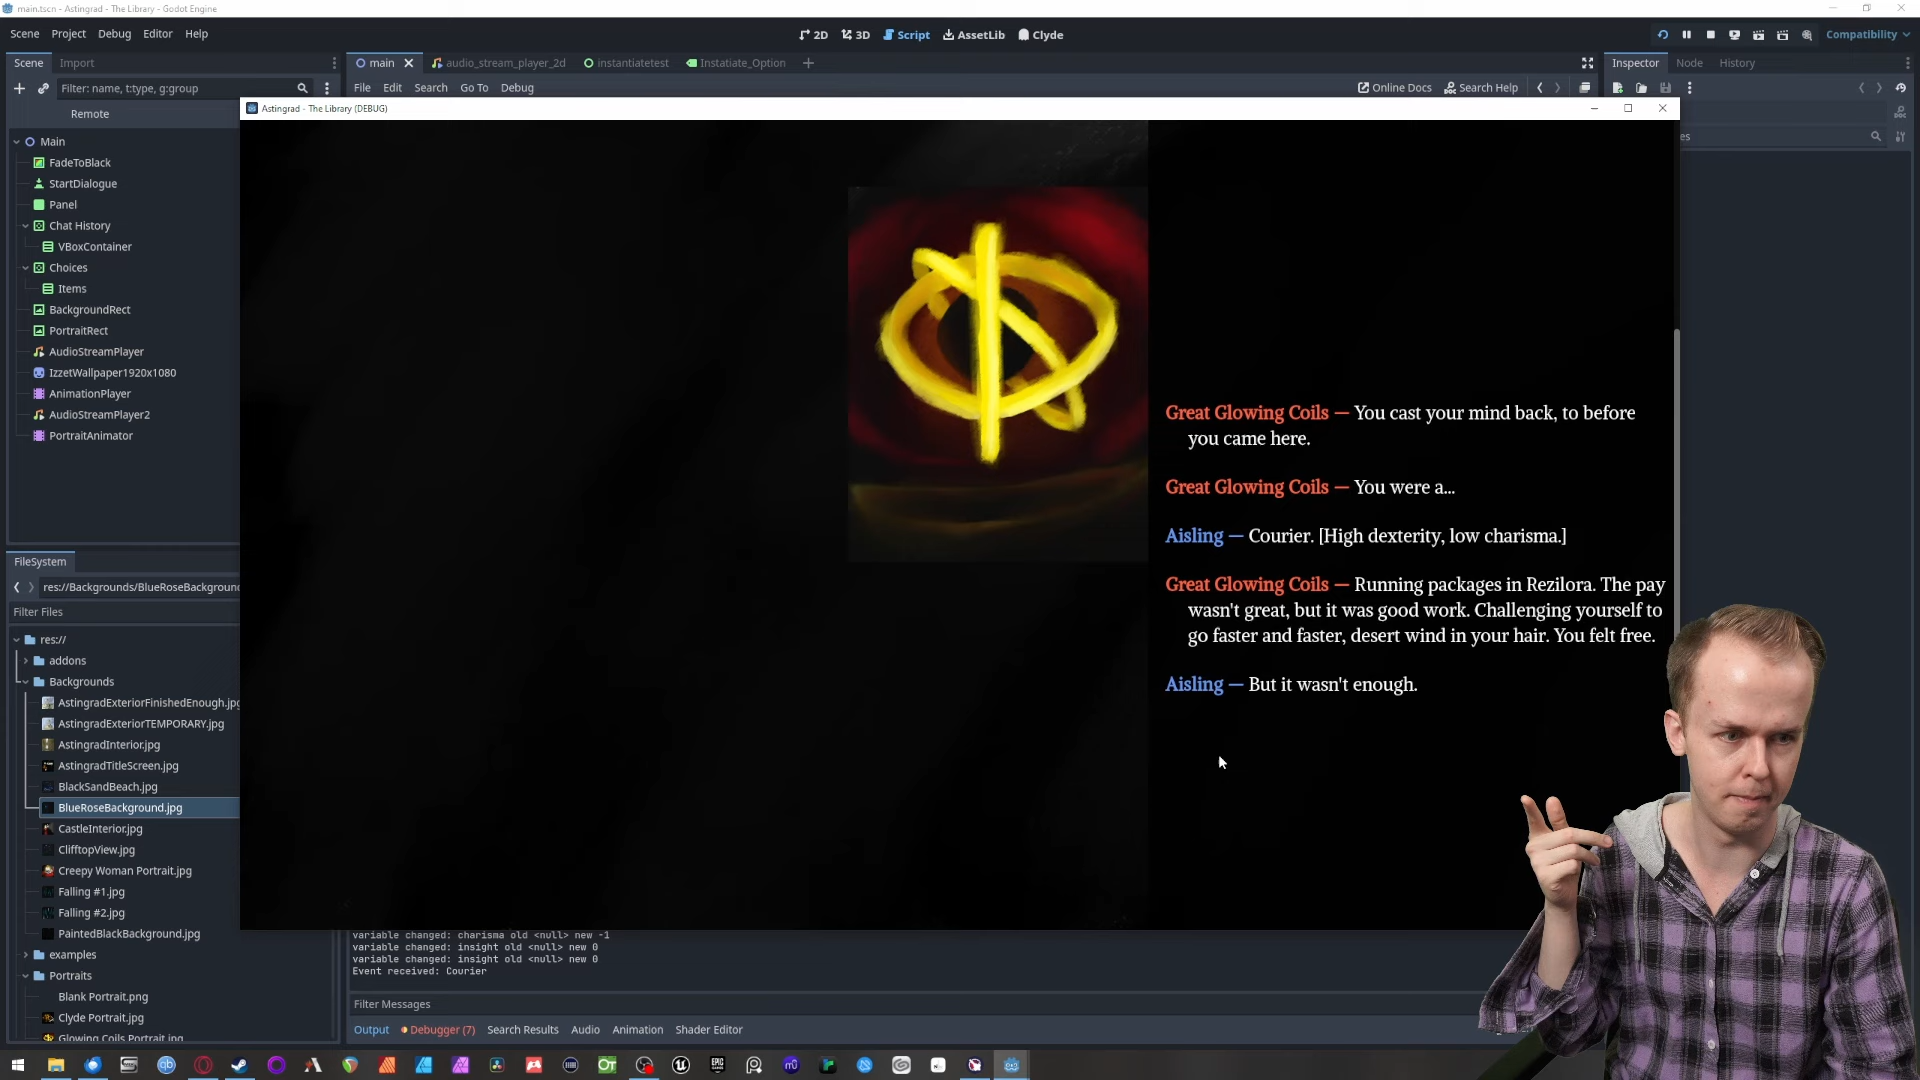 main.tscn - Astingrad - The Library - Godot Engine
Scene Project Debug Editor Help
2D 3D Script AssetLib Clyde
Compatibility
Scene Import
main audio_stream_player_2d instantiatetest Instatiate_Option
Inspector Node History
Filter: name, t:type, g:group
File Edit Search Go To Debug
Online Docs Search Help
Remote
Astingrad - The Library (DEBUG)
Main
FadeToBlack
StartDialogue
Panel
Chat History
VBoxContainer
Choices
Items
BackgroundRect
PortraitRect
AudioStreamPlayer
IzzetWallpaper1920x1080
AnimationPlayer
AudioStreamPlayer2
PortraitAnimator
Great Glowing Coils — You cast your mind back, to before
you came here.
Great Glowing Coils — You were a...
Aisling — Courier. [High dexterity, low charisma.]
Great Glowing Coils — Running packages in Rezilora. The pay
wasn't great, but it was good work. Challenging yourself to
go faster and faster, desert wind in your hair. You felt free.
Aisling — But it wasn't enough.
FileSystem
res://Backgrounds/BlueRoseBackground
Filter Files
res://
addons
Backgrounds
AstingradExteriorFinishedEnough.jpg
AstingradExteriorTEMPORARY.jpg
AstingradInterior.jpg
AstingradTitleScreen.jpg
BlackSandBeach.jpg
BlueRoseBackground.jpg
CastleInterior.jpg
ClifftopView.jpg
Creepy Woman Portrait.jpg
Falling #1.jpg
Falling #2.jpg
PaintedBlackBackground.jpg
examples
Portraits
Blank Portrait.png
Clyde Portrait.jpg
Glowing Coils Portrait.jpg
variable changed: charisma old <null> new -1
variable changed: insight old <null> new 0
variable changed: insight old <null> new 0
Event received: Courier
Filter Messages
Output Debugger (7) Search Results Audio Animation Shader Editor